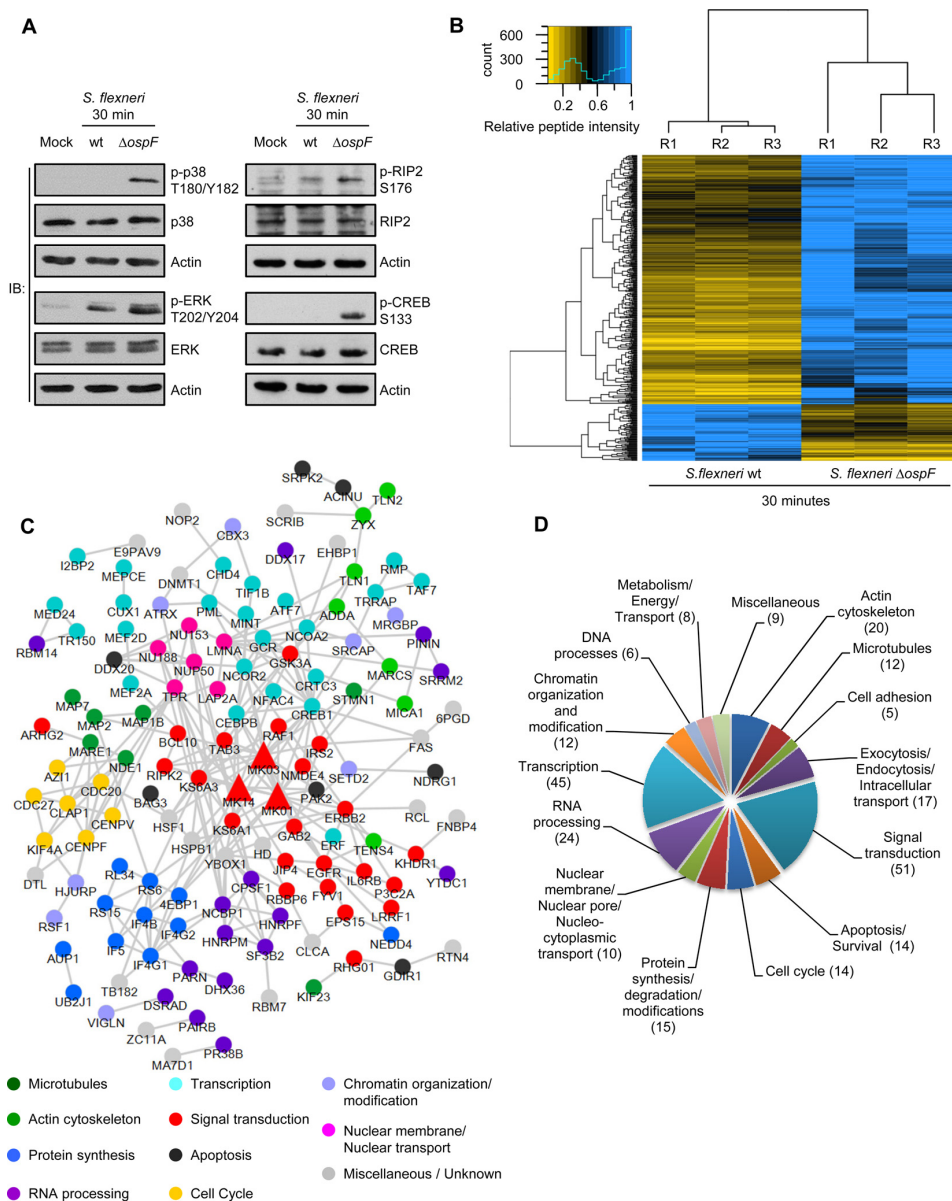 A
S. flexneri
30 min
Mock wt ΔospF
p-p38
T180/Y182
p38
Actin
IB:
p-ERK
T202/Y204
ERK
Actin
S. flexneri
30 min
Mock wt ΔospF
p-RIP2
S176
RIP2
Actin
p-CREB
S133
CREB
Actin
B
600
300
0
count
0.2 0.6 1
Relative peptide intensity
R1 R2 R3 R1 R2 R3
S.flexneri wt S. flexneri ΔospF
30 minutes
C
SRPK2
ACINU
TLN2
NOP2
SCRIB
ZYX
CBX3
E9PAV9
EHBP1
DDX17
I2BP2
MEPCE
DNMT1
CHD4
TLN1
RMP
TIF1B
TAF7
CUX1
ATRX
PML
ATF7
ADDA
TRRAP
MED24
MINT
MRGBP
TR150
MEF2D
NU153
NCOA2
RBM14
LMNA
GCR
SRCAP
PININ
NU188
GSK3A
DDX20
NUP50
NCOR2
MARCS
SRRM2
MEF2A
TPR
LAP2A
CRTC3
STMN1
NFAC4
MICA1
MAP7
CEBPB
CREB1
6PGD
MAP2
MAP1B
RAF1
ARHG2
BCL10
TAB3
IRS2
FAS
MARE1
MK03
NDE1
RIPK2
NMDE4
SETD2
AZI1
CDC20
KS6A3
MK14
PAK2
NDRG1
CDC27
BAG3
MK01
CLAP1
ERBB2
RCL
CENPV
HSF1
KS6A1
GAB2
FNBP4
KIF4A
CENPF
HSPB1
ERF
TENS4
YBOX1
HD
KHDR1
DTL
JIP4
EGFR
HJURP
RL34
RS6
CPSF1
IL6RB
YTDC1
4EBP1
RBBP6
FYV1
P3C2A
RSF1
RS15
IF4B
NCBP1
HNRPF
LRRF1
IF4G2
EPS15
AUP1
IF5
HNRPM
NEDD4
IF4G1
SF3B2
CLCA
RTN4
PARN
RHG01
GDIR1
UB2J1
TB182
DHX36
RBM7
KIF23
DSRAD
VIGLN
PAIRB
ZC11A
PR38B
MA7D1
Microtubules
Actin cytoskeleton
Protein synthesis
RNA processing
Transcription
Signal transduction
Apoptosis
Cell Cycle
Chromatin organization/
modification
Nuclear membrane/
Nuclear transport
Miscellaneous / Unknown
D
Metabolism/
Energy/
Transport (8)
Miscellaneous
(9)
Actin
cytoskeleton
(20)
Microtubules
(12)
Cell adhesion
(5)
Exocytosis/
Endocytosis/
Intracellular
transport (17)
Signal
transduction
(51)
Apoptosis/
Survival (14)
Cell cycle (14)
Protein
synthesis/
degradation/
modifications
(15)
Nuclear
membrane/
Nuclear pore/
Nucleo-
cytoplasmic
transport (10)
RNA
processing
(24)
Transcription
(45)
Chromatin
organization
and
modification
(12)
DNA
processes (6)